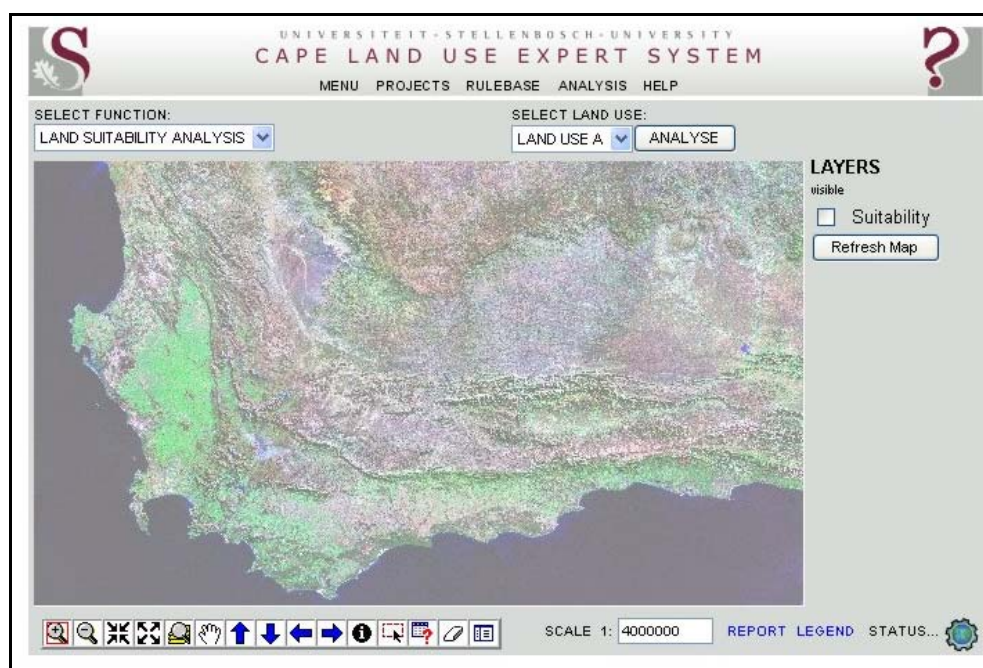 UNIVERSITEIT-STELLENBOSCH-UNIVERSITY
CAPE LAND USE EXPERT SYSTEM
MENU PROJECTS RULEBASE ANALYSIS HELP
SELECT FUNCTION:
LAND SUITABILITY ANALYSIS
SELECT LAND USE:
LAND USE A ANALYSE
LAYERS
visible
Suitability
Refresh Map
SCALE 1: 4000000 REPORT LEGEND STATUS...